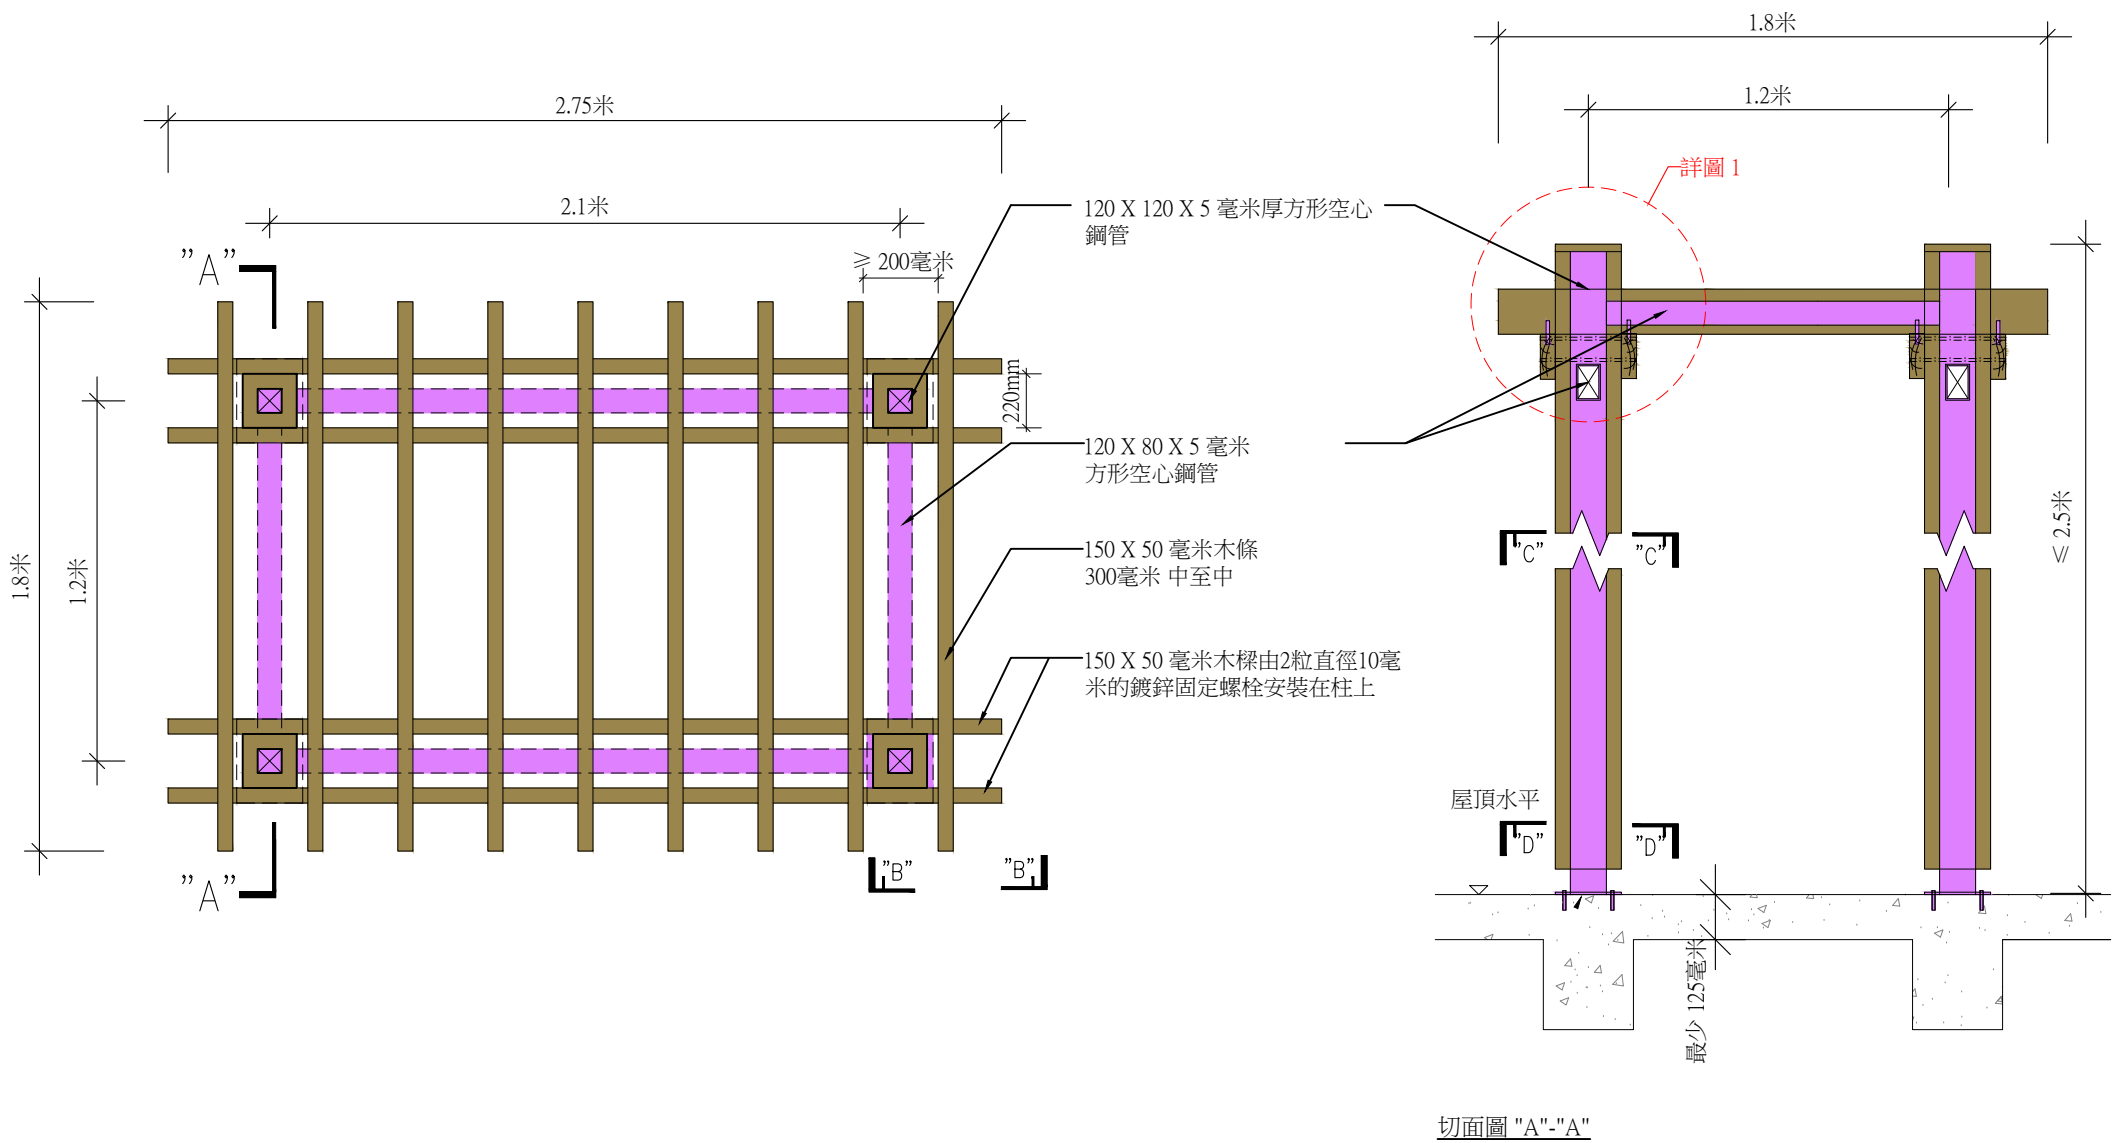 1.8米
1.2米
2.75米
2.1米
詳圖 1
≥ 200毫米
"A"
120 X 120 X 5 毫米厚方形空心
鋼管
220mm
120 X 80 X 5 毫米
方形空心鋼管
1.8米
1.2米
150 X 50 毫米木條
300毫米 中至中
"C"
"C"
≤ 2.5米
150 X 50 毫米木樑由2粒直徑10毫
米的鍍鋅固定螺栓安裝在柱上
屋頂水平
"D"
"D"
"A"
"B"
"B"
最少 125毫米
切面圖 "A"-"A"